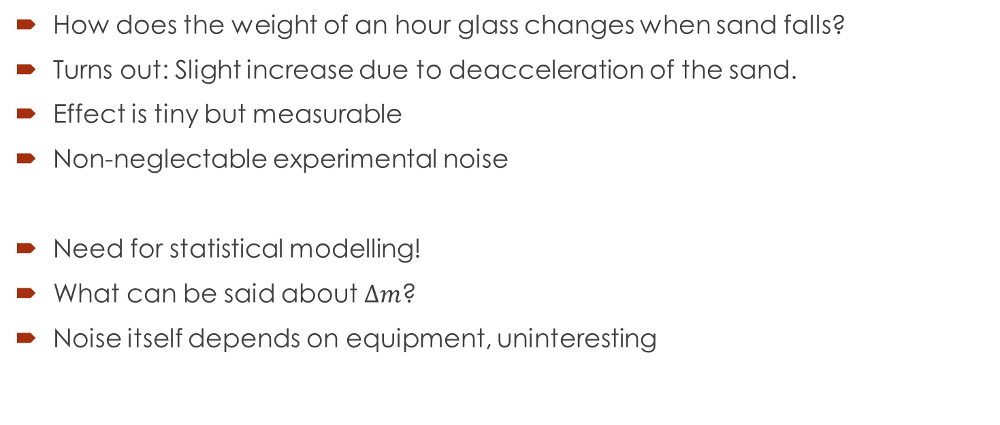 How does the weight of an hour glass changes when sand falls?
Turns out: Slight increase due to deacceleration of the sand.
Effect is tiny but measurable
Non-neglectable experimental noise
Need for statistical modelling!
What can be said about Δm?
Noise itself depends on equipment, uninteresting